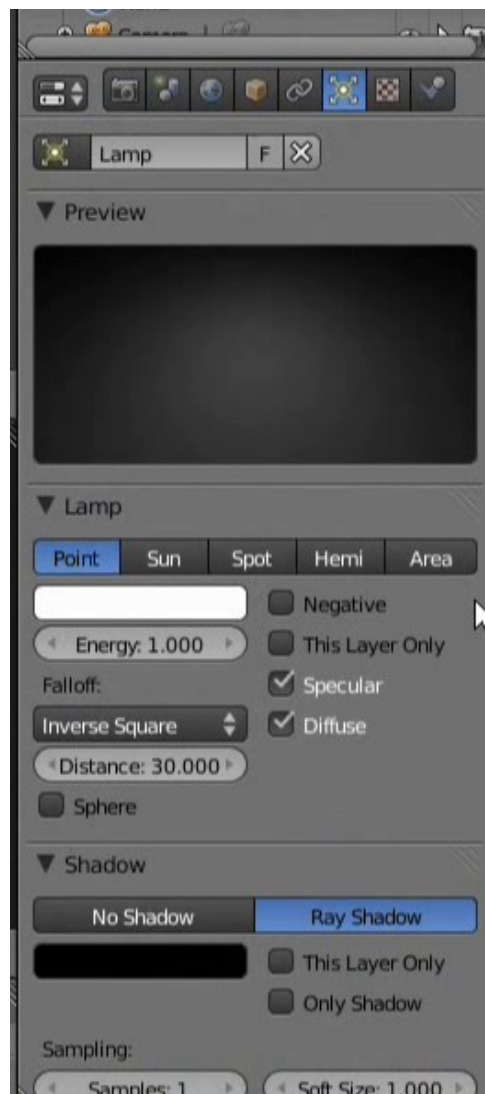 Lamp F
Preview
Lamp
Point Sun Spot Hemi Area
Negative
Energy: 1.000 This Layer Only
Falloff: Specular
Inverse Square Diffuse
Distance: 30.000
Sphere
Shadow
No Shadow Ray Shadow
This Layer Only
Only Shadow
Sampling:
Samples: 1 Soft Size: 1.000